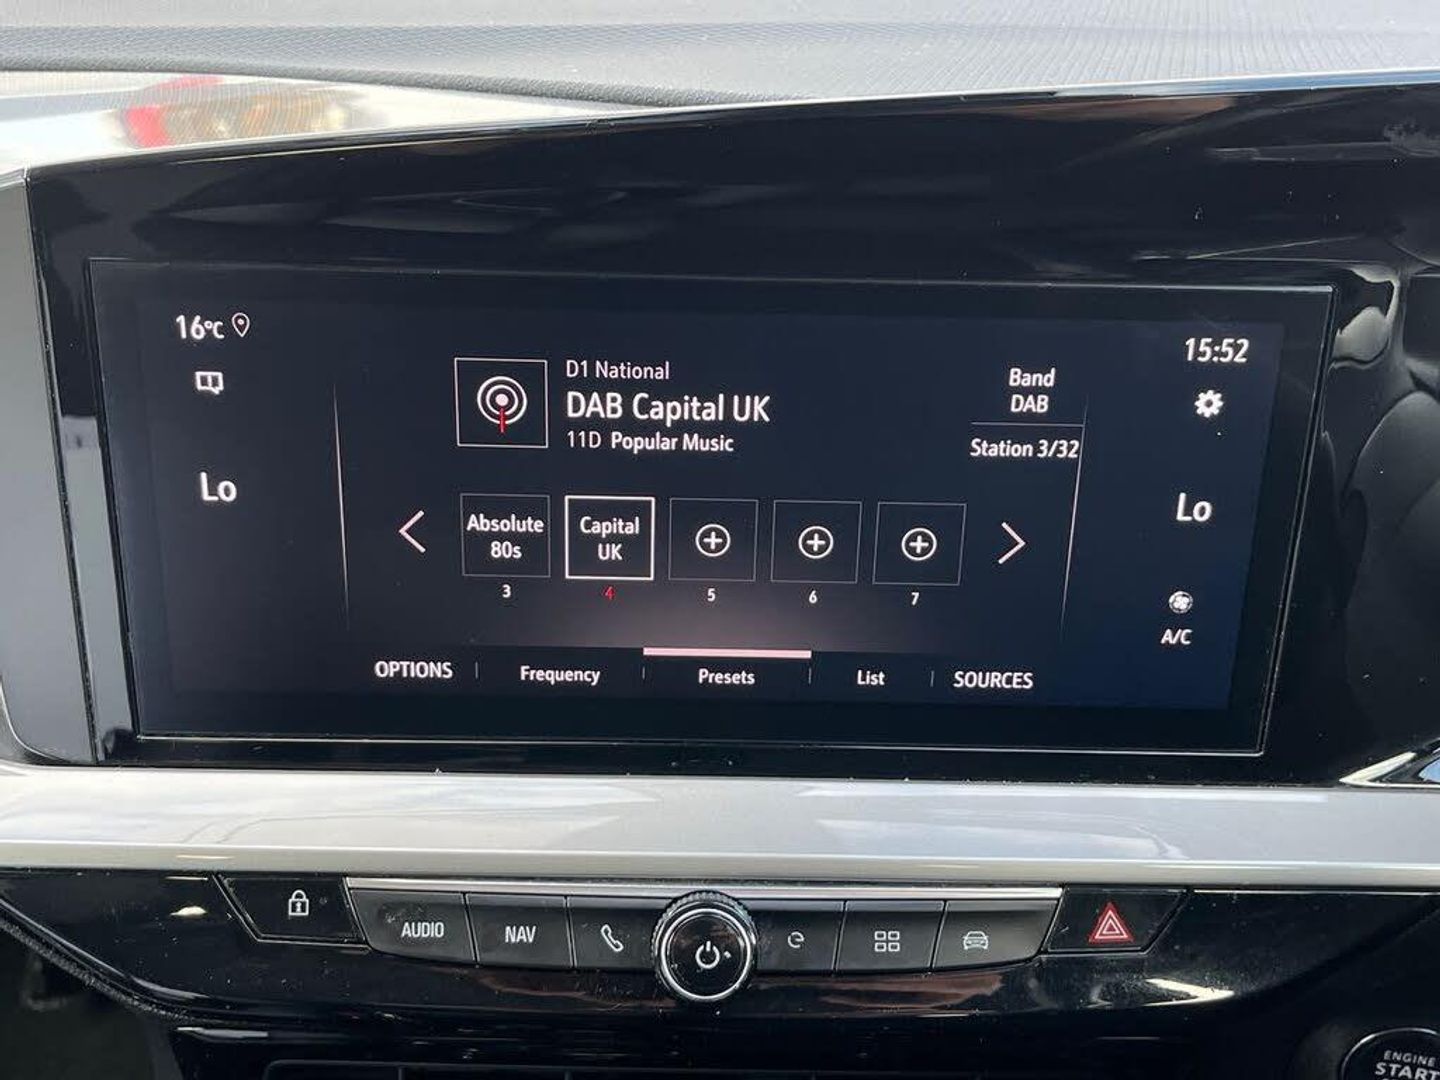 16°C
15:52
D1 National
DAB Capital UK
11D Popular Music
Band
DAB
Station 3/32
Lo
Lo
Absolute
80s
Capital
UK
3
4
5
6
7
A/C
OPTIONS
Frequency
Presets
List
SOURCES
AUDIO
NAV
ENGINE
START